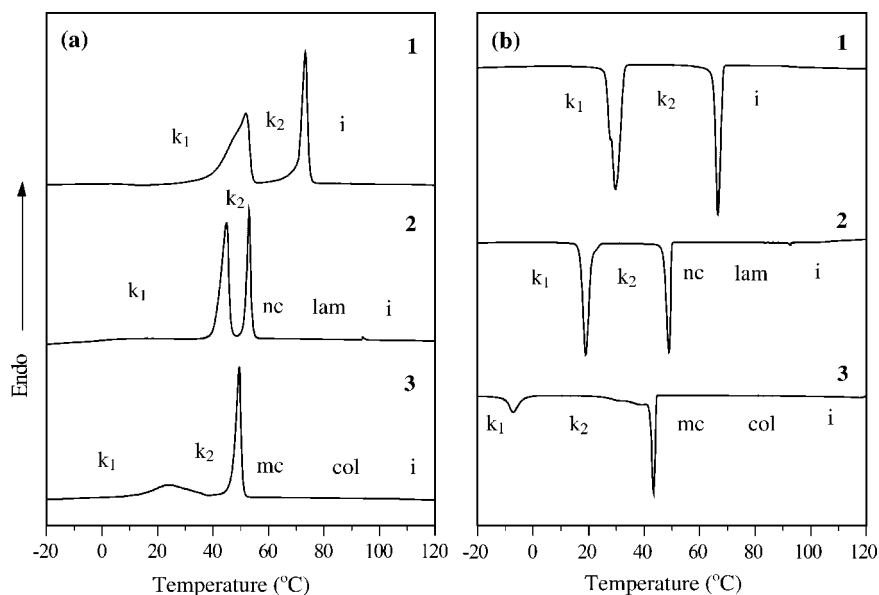 (a)
1
k₁
k₂
i
k₂
2
k₁
nc lam i
3
k₁
k₂
mc col i
Endo
-20 0 20 40 60 80 100 120
Temperature (°C)
(b)
1
k₁
k₂
i
2
k₁
k₂
nc lam i
3
k₁
k₂
mc col i
-20 0 20 40 60 80 100 120
Temperature (°C)